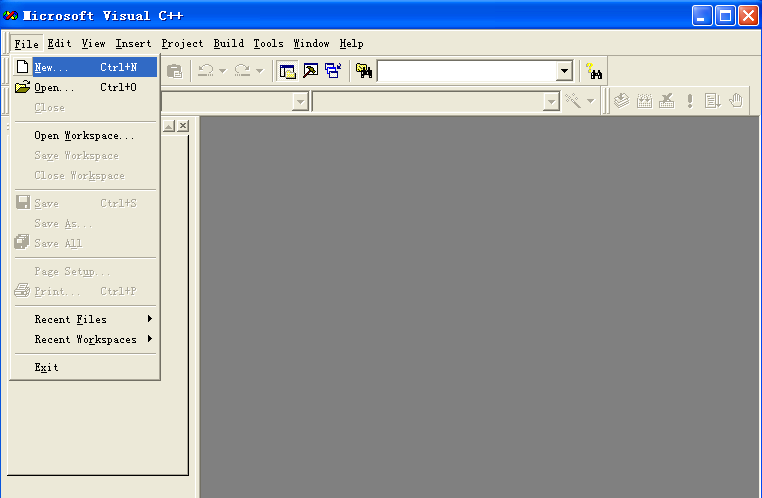 Microsoft Visual C++
File Edit View Insert Project Build Tools Window Help
New... Ctrl+N
Open... Ctrl+O
Close
Open Workspace...
Save Workspace
Close Workspace
Save Ctrl+S
Save As...
Save All
Page Setup...
Print... Ctrl+P
Recent Files
Recent Workspaces
Exit